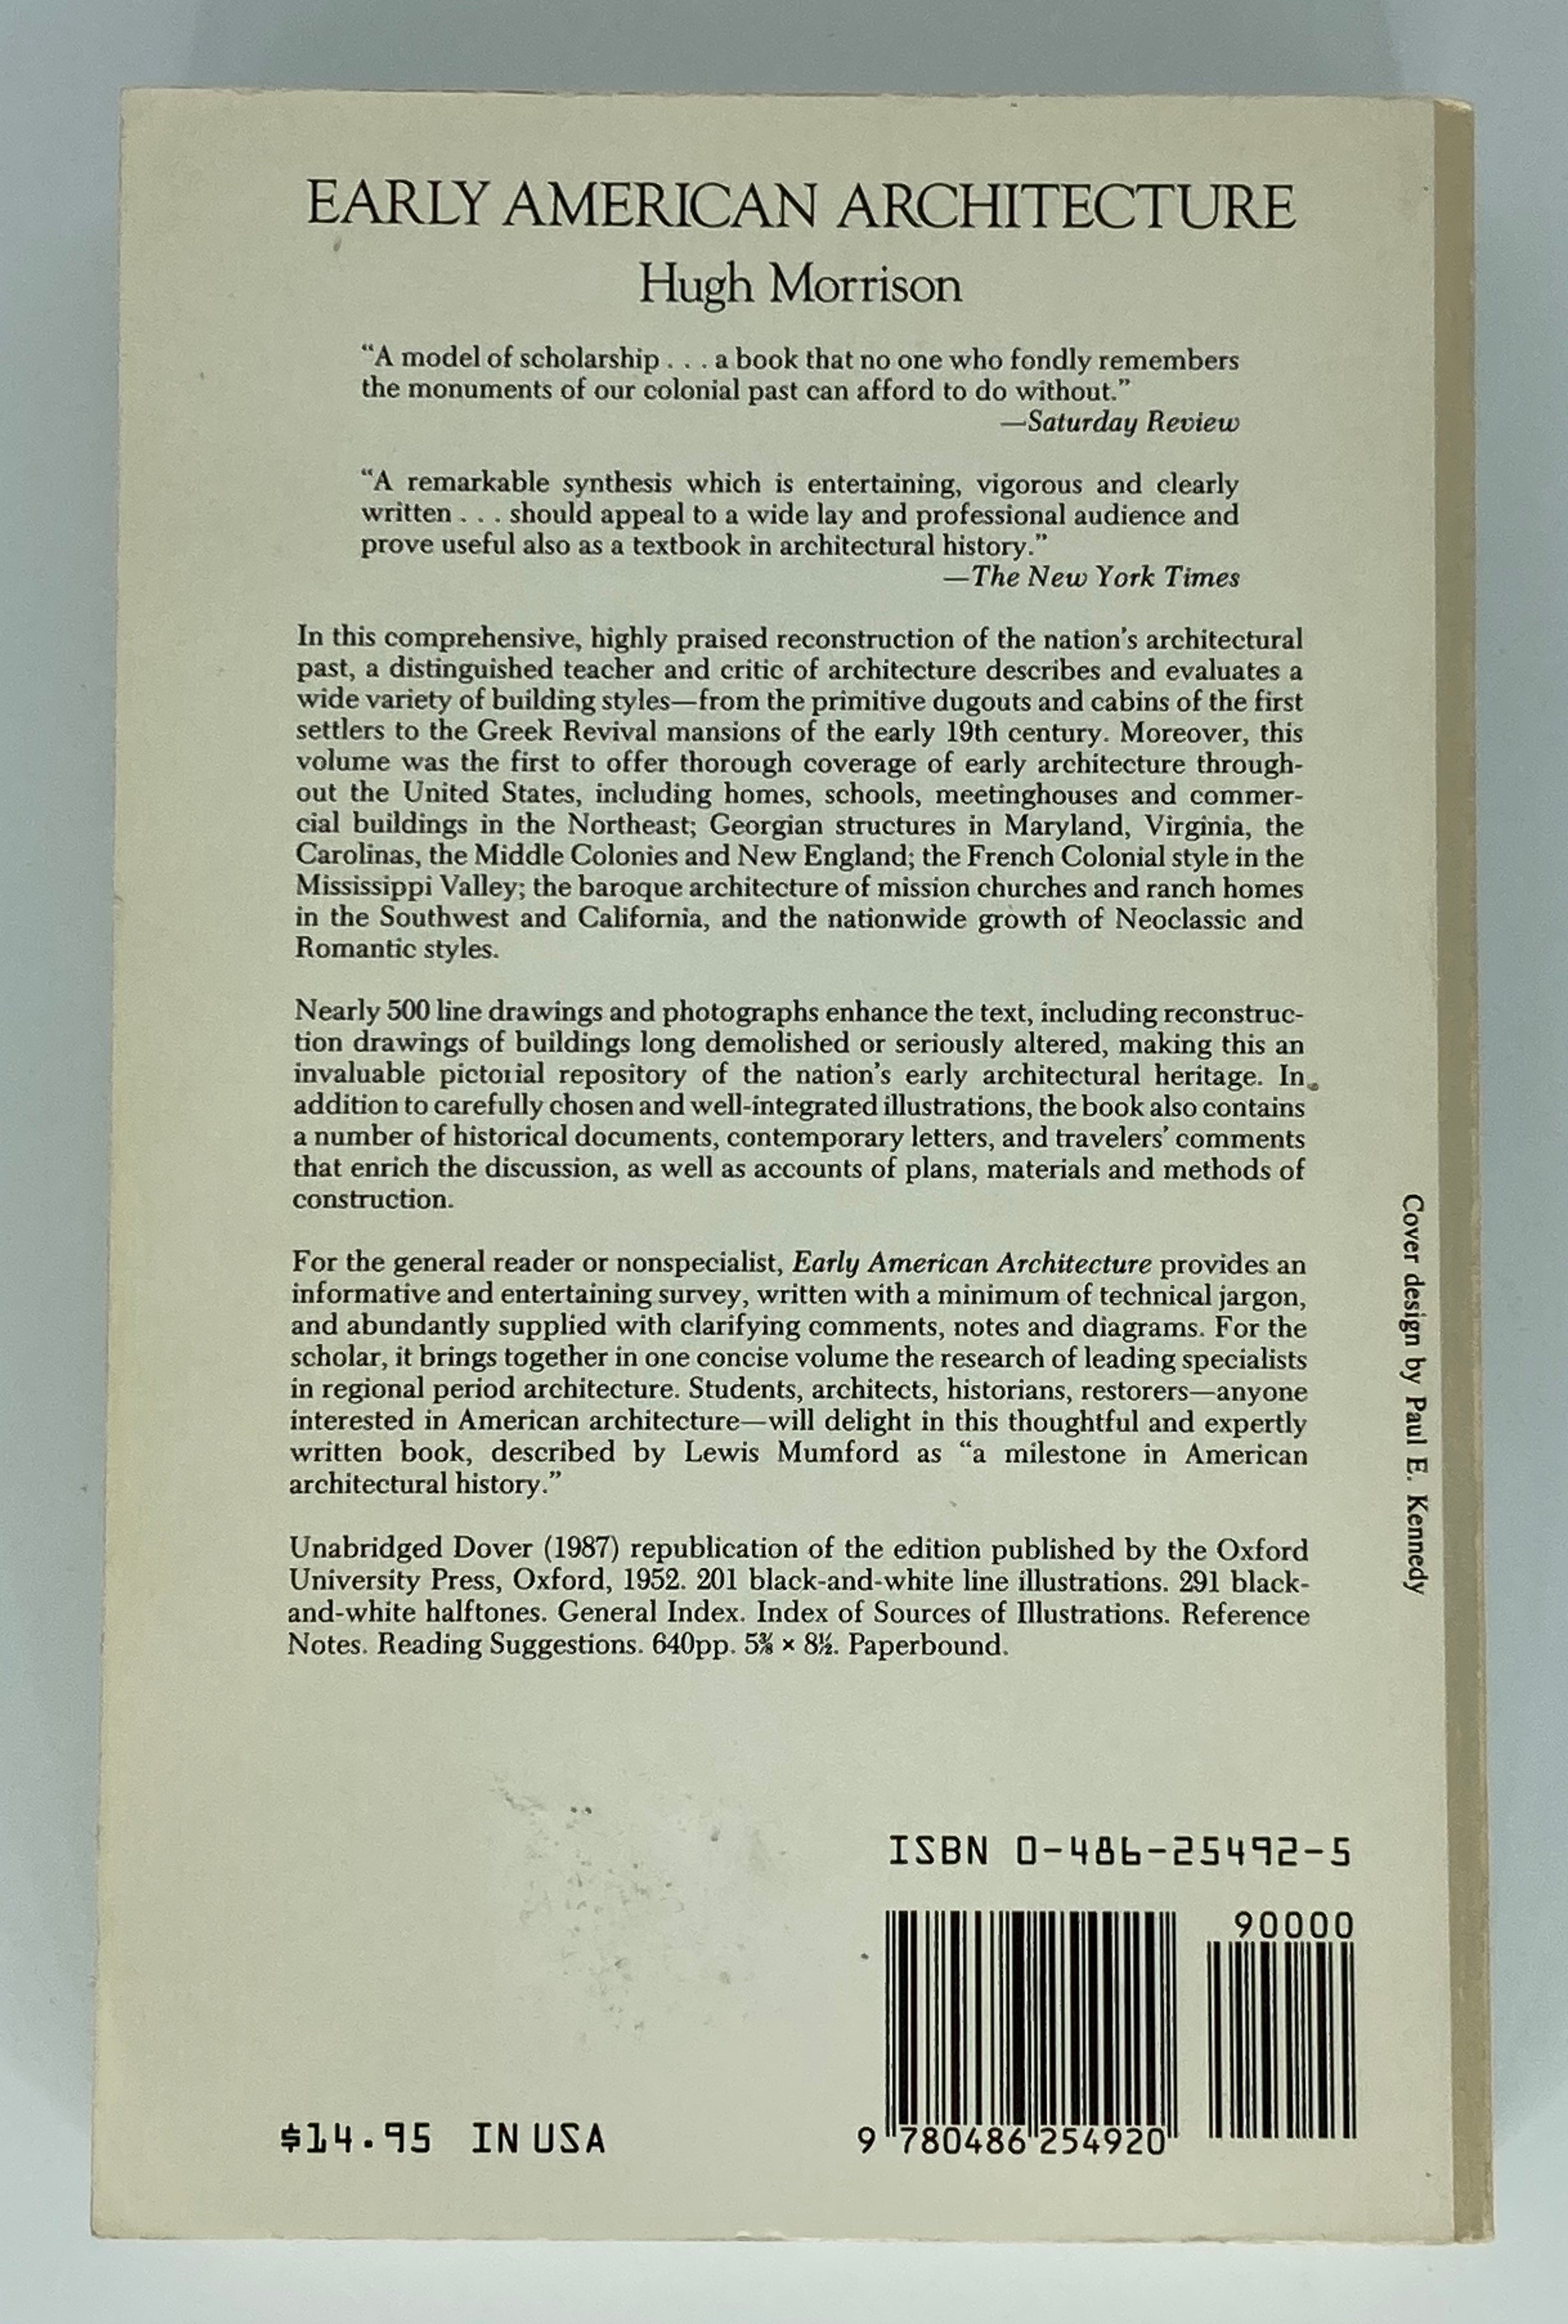 EARLY AMERICAN ARCHITECTURE
Hugh Morrison
“A model of scholarship . . . a book that no one who fondly remembers
the monuments of our colonial past can afford to do without.”
—Saturday Review
“A remarkable synthesis which is entertaining, vigorous and clearly
written . . . should appeal to a wide lay and professional audience and
prove useful also as a textbook in architectural history.”
—The New York Times
In this comprehensive, highly praised reconstruction of the nation’s architectural
past, a distinguished teacher and critic of architecture describes and evaluates a
wide variety of building styles—from the primitive dugouts and cabins of the first
settlers to the Greek Revival mansions of the early 19th century. Moreover, this
volume was the first to offer thorough coverage of early architecture through-
out the United States, including homes, schools, meetinghouses and commer-
cial buildings in the Northeast; Georgian structures in Maryland, Virginia, the
Carolinas, the Middle Colonies and New England; the French Colonial style in the
Mississippi Valley; the baroque architecture of mission churches and ranch homes
in the Southwest and California, and the nationwide growth of Neoclassic and
Romantic styles.
Nearly 500 line drawings and photographs enhance the text, including reconstruc-
tion drawings of buildings long demolished or seriously altered, making this an
invaluable pictorial repository of the nation’s early architectural heritage. In
addition to carefully chosen and well-integrated illustrations, the book also contains
a number of historical documents, contemporary letters, and travelers’ comments
that enrich the discussion, as well as accounts of plans, materials and methods of
construction.
For the general reader or nonspecialist, Early American Architecture provides an
informative and entertaining survey, written with a minimum of technical jargon,
and abundantly supplied with clarifying comments, notes and diagrams. For the
scholar, it brings together in one concise volume the research of leading specialists
in regional period architecture. Students, architects, historians, restorers—anyone
interested in American architecture—will delight in this thoughtful and expertly
written book, described by Lewis Mumford as “a milestone in American
architectural history.”
Unabridged Dover (1987) republication of the edition published by the Oxford
University Press, Oxford, 1952. 201 black-and-white line illustrations. 291 black-
and-white halftones. General Index. Index of Sources of Illustrations. Reference
Notes. Reading Suggestions. 640pp. 5⅜ × 8½. Paperbound.
Cover design by Paul E. Kennedy
ISBN 0-486-25492-5
90000
9 780486 254920
$14.95 IN USA